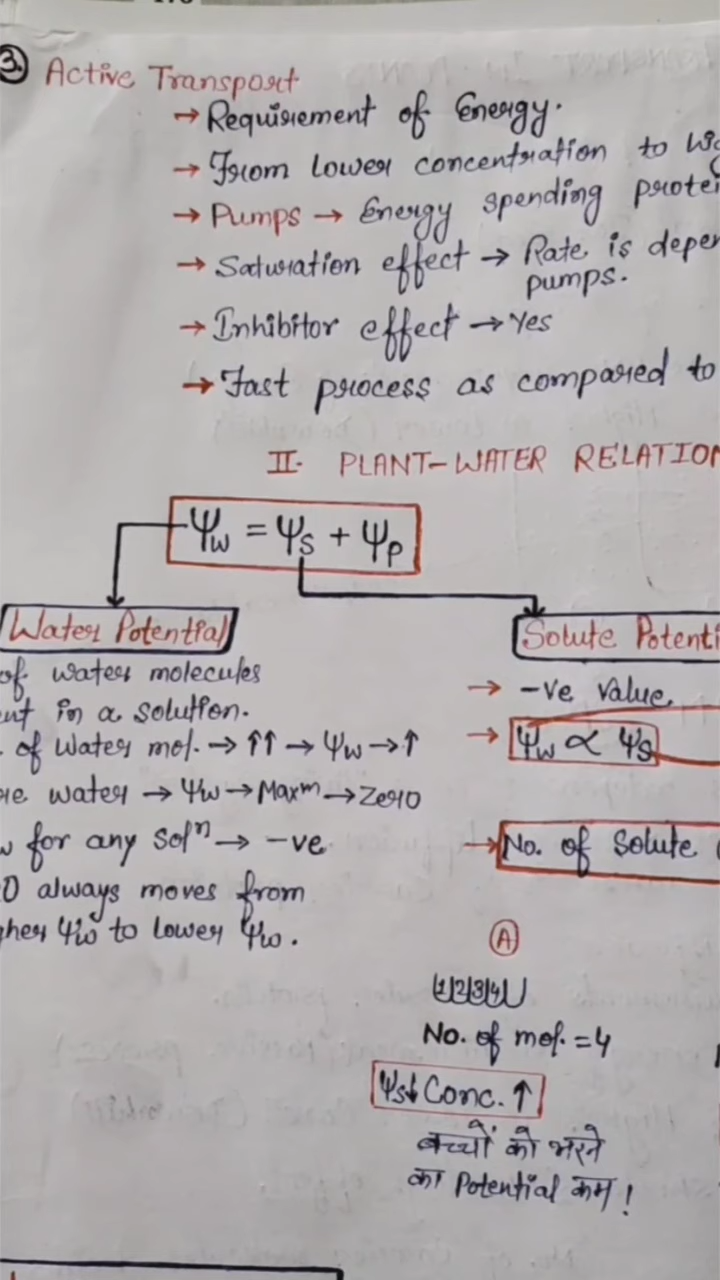 3. Active Transport
→ Requirement of Energy.
→ From lower concentration to
→ Pumps → Energy spending
→ Saturation effect → Rate is
pumps.
→ Inhibitor effect → Yes
→ Fast process as compared to
II. PLANT-WATER RELATION
Ψw = Ψs + Ψp
Water Potential
of water molecules
in a solution.
of water mol. → ↑↑ → Ψw → ↑
water → Ψw → Maxᵐ → Zero
for any solⁿ → -ve
always moves from
Ψw to lower Ψw.
Solute
→ -ve value
→ Ψw ∝ Ψs
→ No. of solute
A
1 2 3 4
No. of mol. = 4
Ψs↓ Conc. ↑
बच्चों को भरने
का Potential कम !